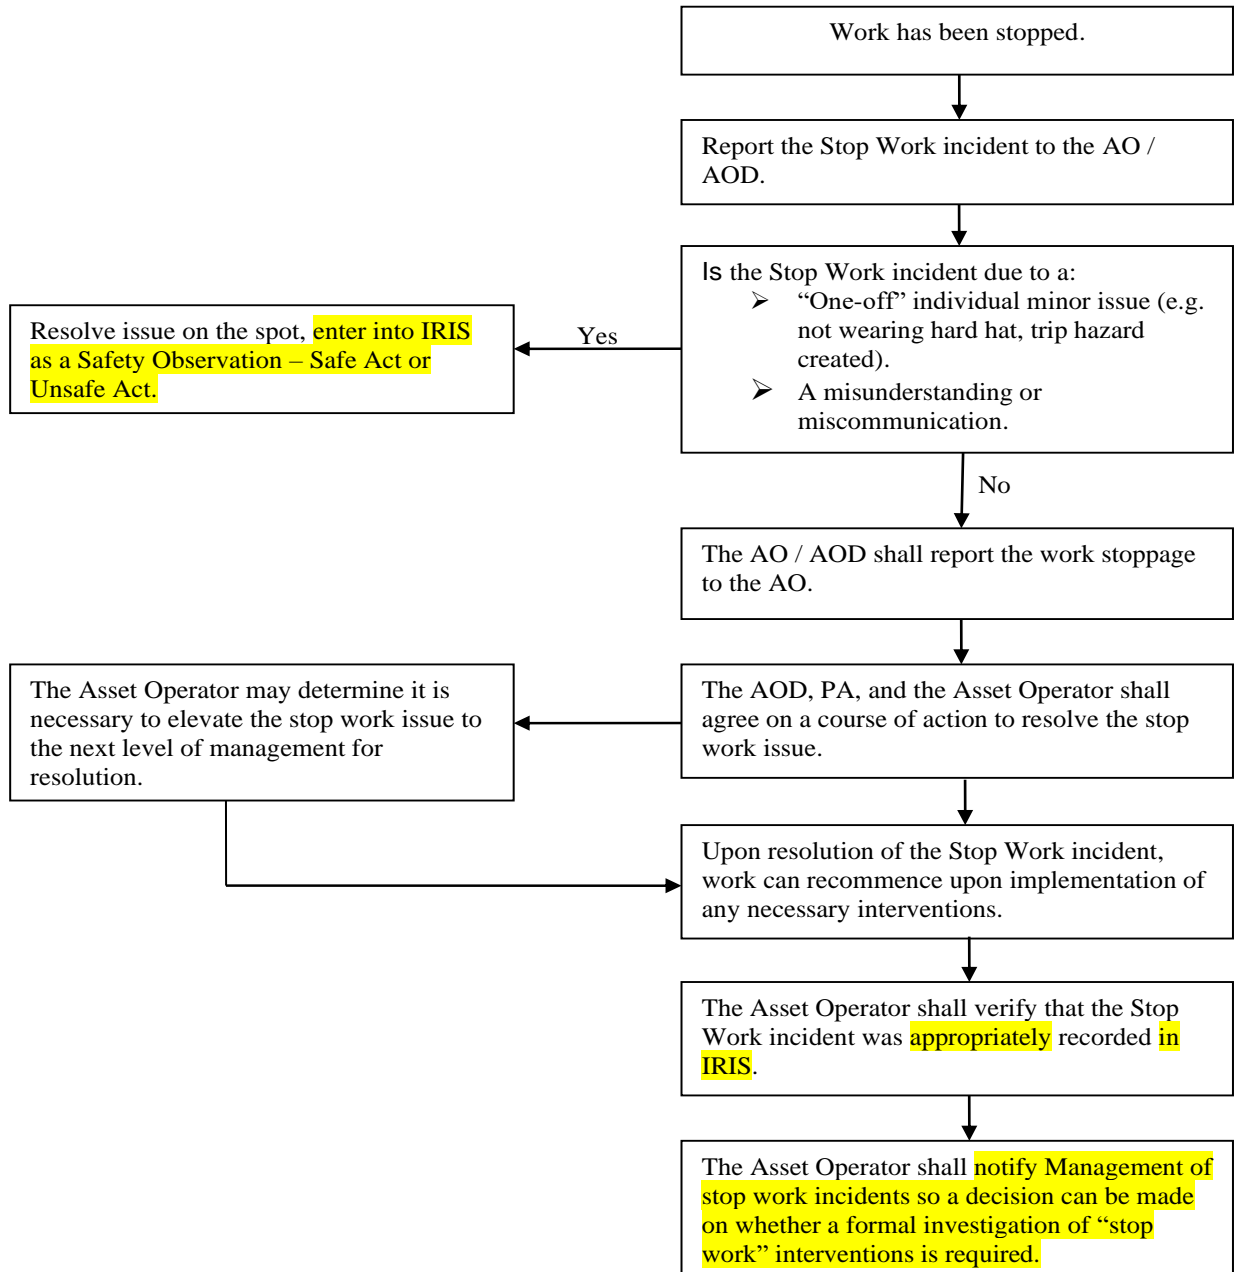 Work has been stopped.
Report the Stop Work incident to the AO /
AOD.
Is the Stop Work incident due to a:
➢ “One-off” individual minor issue (e.g.
not wearing hard hat, trip hazard
created).
➢ A misunderstanding or
miscommunication.
Yes
Resolve issue on the spot, enter into IRIS
as a Safety Observation – Safe Act or
Unsafe Act.
No
The AO / AOD shall report the work stoppage
to the AO.
The AOD, PA, and the Asset Operator shall
agree on a course of action to resolve the stop
work issue.
The Asset Operator may determine it is
necessary to elevate the stop work issue to
the next level of management for
resolution.
Upon resolution of the Stop Work incident,
work can recommence upon implementation of
any necessary interventions.
The Asset Operator shall verify that the Stop
Work incident was appropriately recorded in
IRIS.
The Asset Operator shall notify Management of
stop work incidents so a decision can be made
on whether a formal investigation of “stop
work” interventions is required.